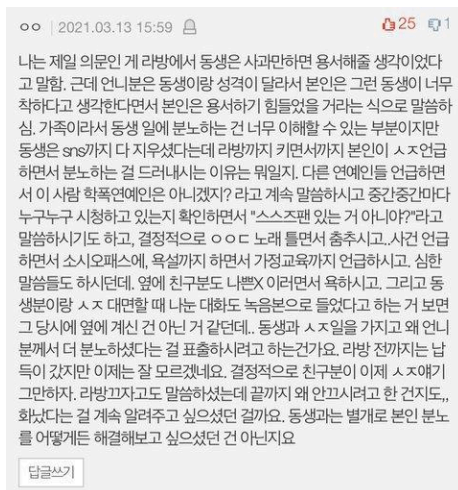 ㅇㅇ | 2021.03.13 15:59
25
1
나는 제일 의문인 게 라방에서 동생은 사과만하면 용서해줄 생각이었다
고 말함. 근데 언니분은 동생이랑 성격이 달라서 본인은 그런 동생이 너무
착하다고 생각한다면서 본인은 용서하기 힘들었을 거라는 식으로 말씀하
심. 가족이라서 동생 일에 분노하는 건 너무 이해할 수 있는 부분이지만
동생은 sns까지 다 지우셨다는데 라방까지 키면서까지 본인이 ㅅㅈ언급
하면서 분노하는 걸 드러내시는 이유는 뭐일지. 다른 연예인들 언급하면
서 이 사람 학폭연예인은 아니겠지? 라고 계속 말씀하시고 중간중간마다
누구누구 시청하고 있는지 확인하면서 "스스즈팬 있는 거 아니야?"라고
말씀하시기도 하고, 결정적으로 ㅇㅇㄷ 노래 틀면서 춤추시고..사건 언급
하면서 소시오패스에, 욕설까지 하면서 가정교육까지 언급하시고, 심한
말씀들도 하시던데. 옆에 친구분도 나쁜X 이러면서 욕하시고, 그리고 동
생분이랑 ㅅㅈ 대면할 때 나눈 대화도 녹음본으로 들었다고 하는 거 보면
그 당시에 옆에 계신 건 아닌 거 같던데.. 동생과 ㅅㅈ일을 가지고 왜 언니
분께서 더 분노하셨다는 걸 표출하시려고 하는건가요. 라방 전까지는 납
득이 갔지만 이제는 잘 모르겠네요. 결정적으로 친구분이 이제 ㅅㅈ얘기
그만하자. 라방끄자고도 말씀하셨는데 끝까지 왜 안끄시려고 한 건지도,,
화났다는 걸 계속 알려주고 싶으셨던 걸까요. 동생과는 별개로 본인 분노
를 어떻게든 해결해보고 싶으셨던 건 아닌지요
답글쓰기